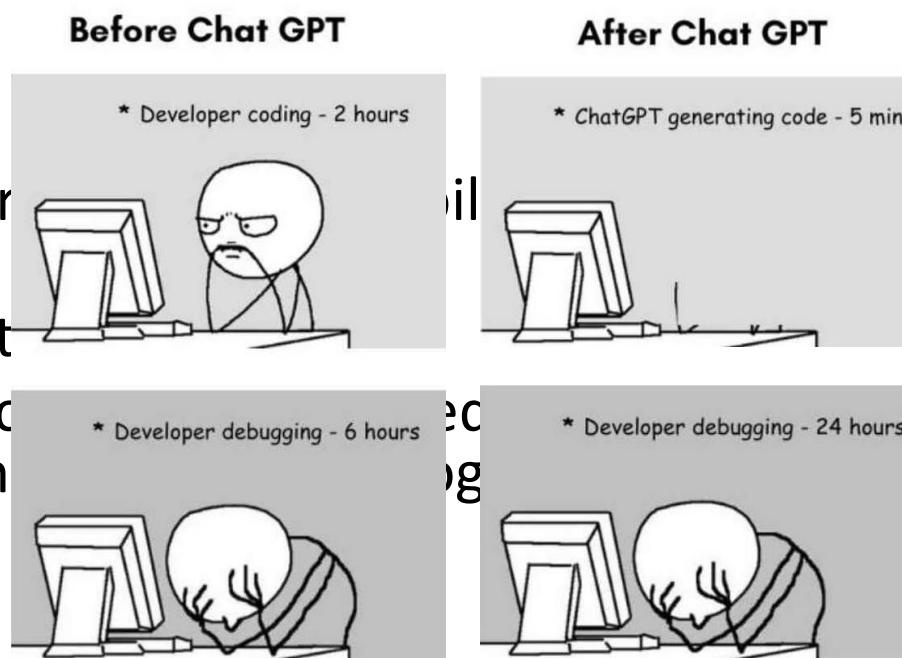 Before Chat GPT
* Developer coding - 2 hours
* Developer debugging - 6 hours
After Chat GPT
* ChatGPT generating code - 5 min
* Developer debugging - 24 hours